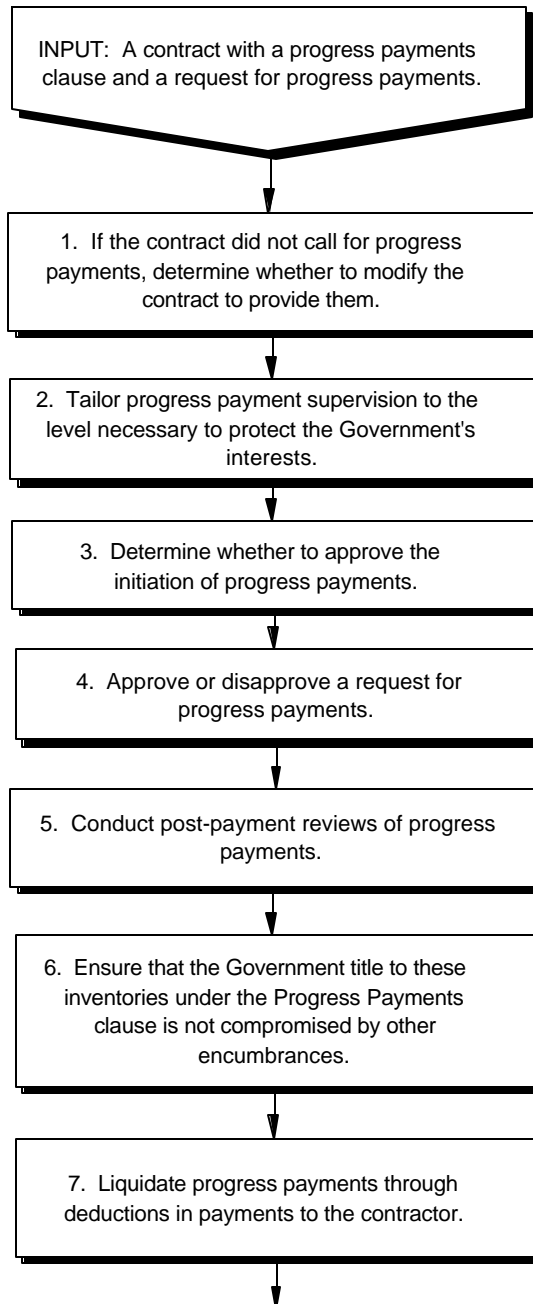 INPUT:  A contract with a progress payments
clause and a request for progress payments.
1.  If the contract did not call for progress
payments, determine whether to modify the
contract to provide them.
2.  Tailor progress payment supervision to the
level necessary to protect the Government's
interests.
3.  Determine whether to approve the
initiation of progress payments.
4.  Approve or disapprove a request for
progress payments.
5.  Conduct post-payment reviews of progress
payments.
6.  Ensure that the Government title to these
inventories under the Progress Payments
clause is not compromised by other
encumbrances.
7.  Liquidate progress payments through
deductions in payments to the contractor.